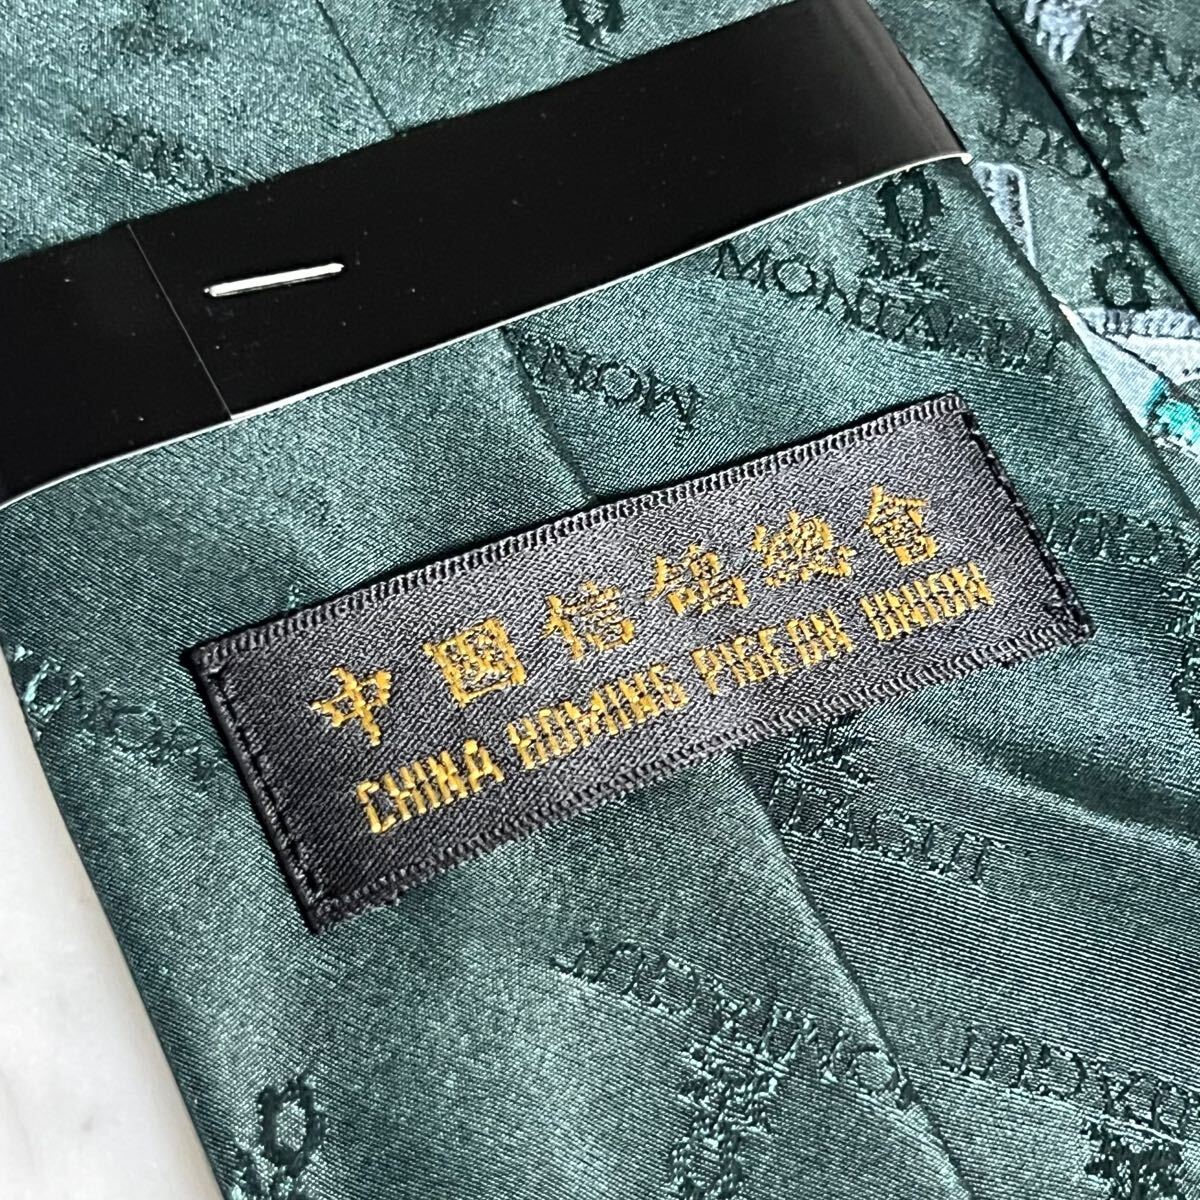 中國信鴿總會
CHINA HOMING PIGEON UNION
MONTAGUT